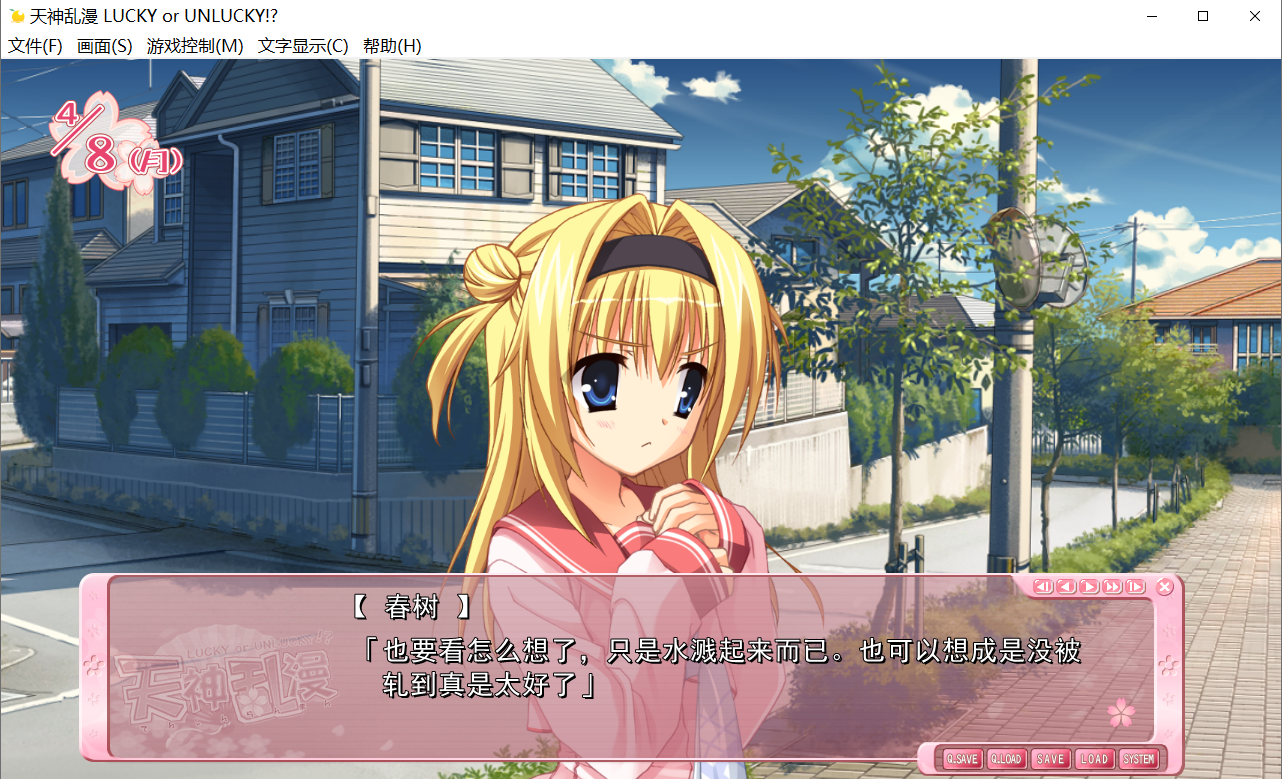 天神乱漫 LUCKY or UNLUCKY!?
文件(F) 画面(S) 游戏控制(M) 文字显示(C) 帮助(H)
4/8(月)
【 春树 】
「也要看怎么想了，只是水溅起来而已。也可以想成是没被
轧到真是太好了」
LUCKY or UNLUCKY!?
天神乱漫
Q.SAVE Q.LOAD SAVE LOAD SYSTEM